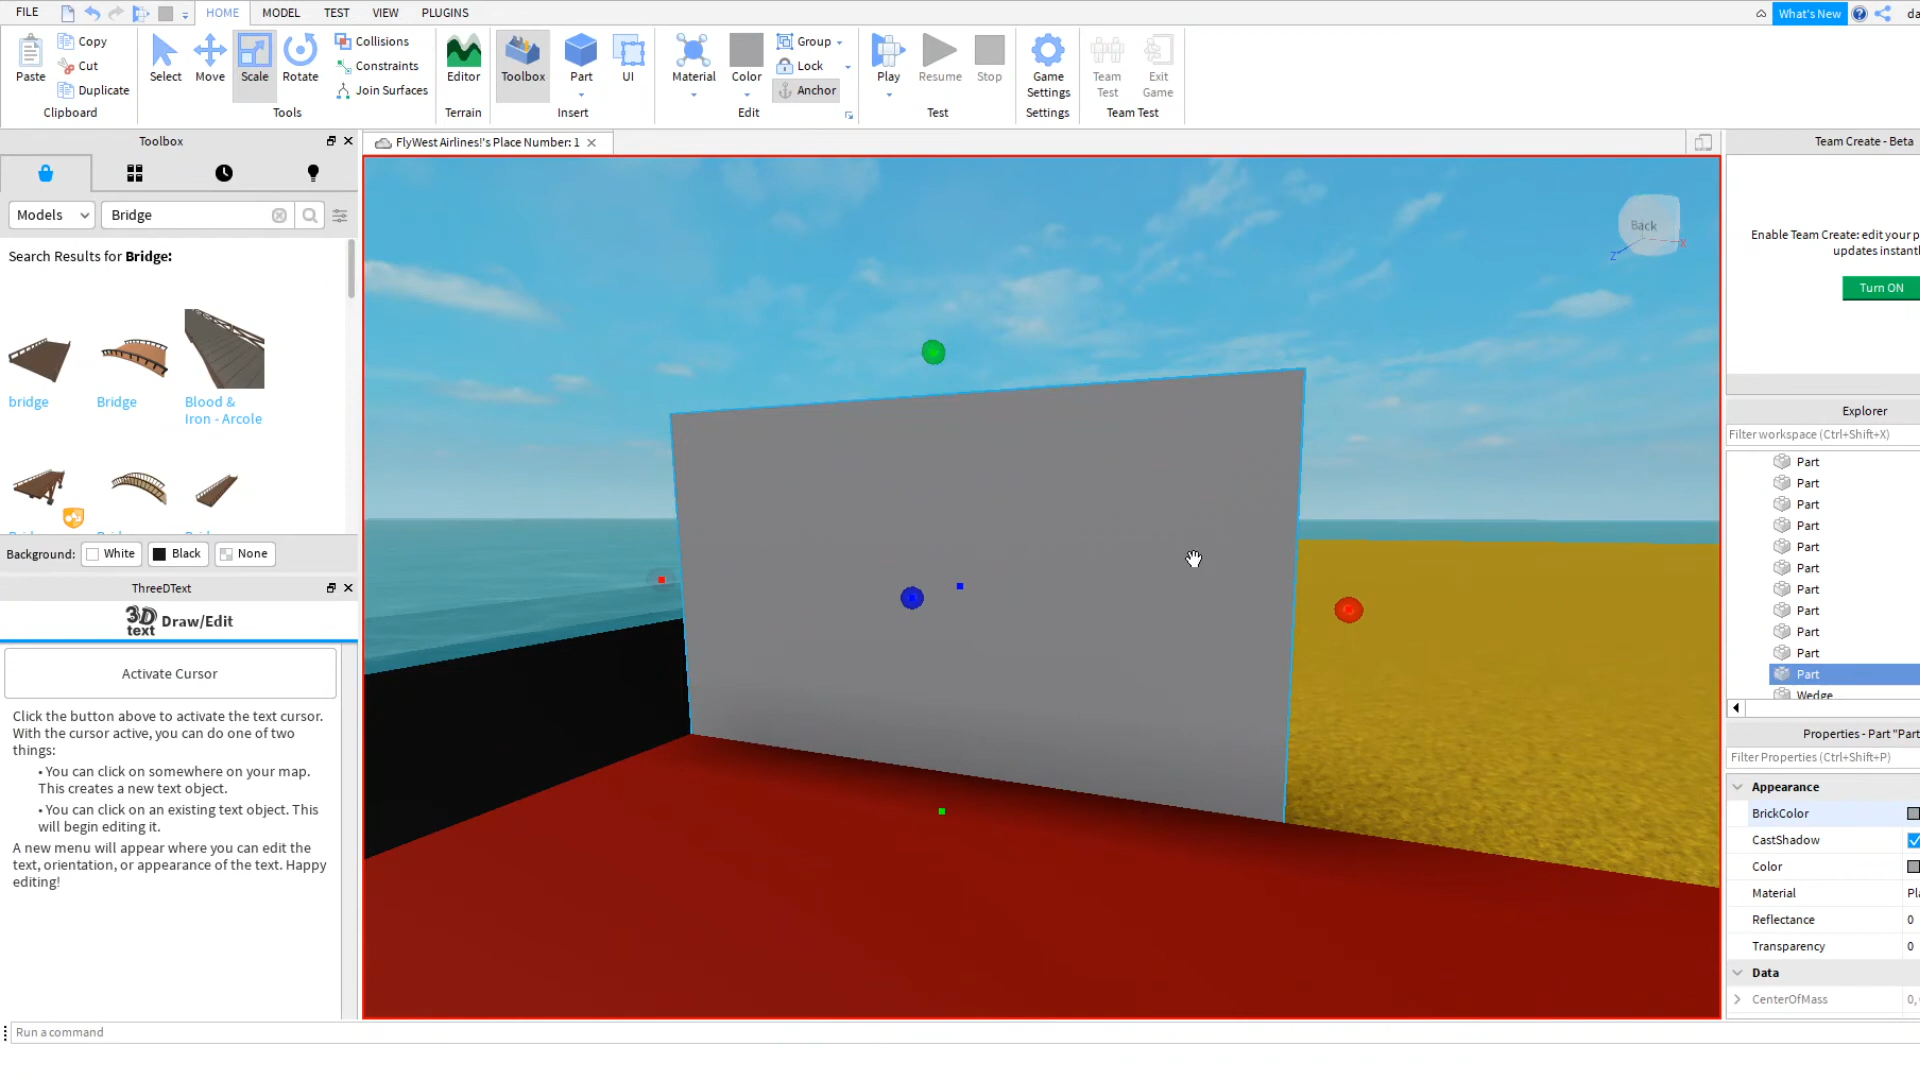 FILE HOME MODEL TEST VIEW PLUGINS What's New
Copy
Cut
Duplicate
Paste
Clipboard
Select Move Scale Rotate
Collisions
Constraints
Join Surfaces
Tools
Editor
Terrain
Toolbox Part UI
Insert
Material Color
Group
Lock
Anchor
Edit
Play Resume Stop
Test
Game
Settings
Settings
Team
Test
Exit
Game
Team Test
Toolbox
FlyWest Airlines!'s Place Number: 1
Team Create - Beta
Models Bridge
Search Results for Bridge:
bridge Bridge Blood &
Iron - Arcole
Background: White Black None
ThreeDText
3D
text
Draw/Edit
Activate Cursor
Click the button above to activate the text cursor.
With the cursor active, you can do one of two
things:
• You can click on somewhere on your map.
This creates a new text object.
• You can click on an existing text object. This
will begin editing it.
A new menu will appear where you can edit the
text, orientation, or appearance of the text. Happy
editing!
Run a command
Back
Z X
Enable Team Create: edit your p
updates instant
Turn ON
Explorer
Filter workspace (Ctrl+Shift+X)
Part
Part
Part
Part
Part
Part
Part
Part
Part
Part
Part
Wedge
Properties - Part "Part
Filter Properties (Ctrl+Shift+P)
Appearance
BrickColor
CastShadow
Color
Material Pla
Reflectance 0
Transparency 0
Data
CenterOfMass 0,